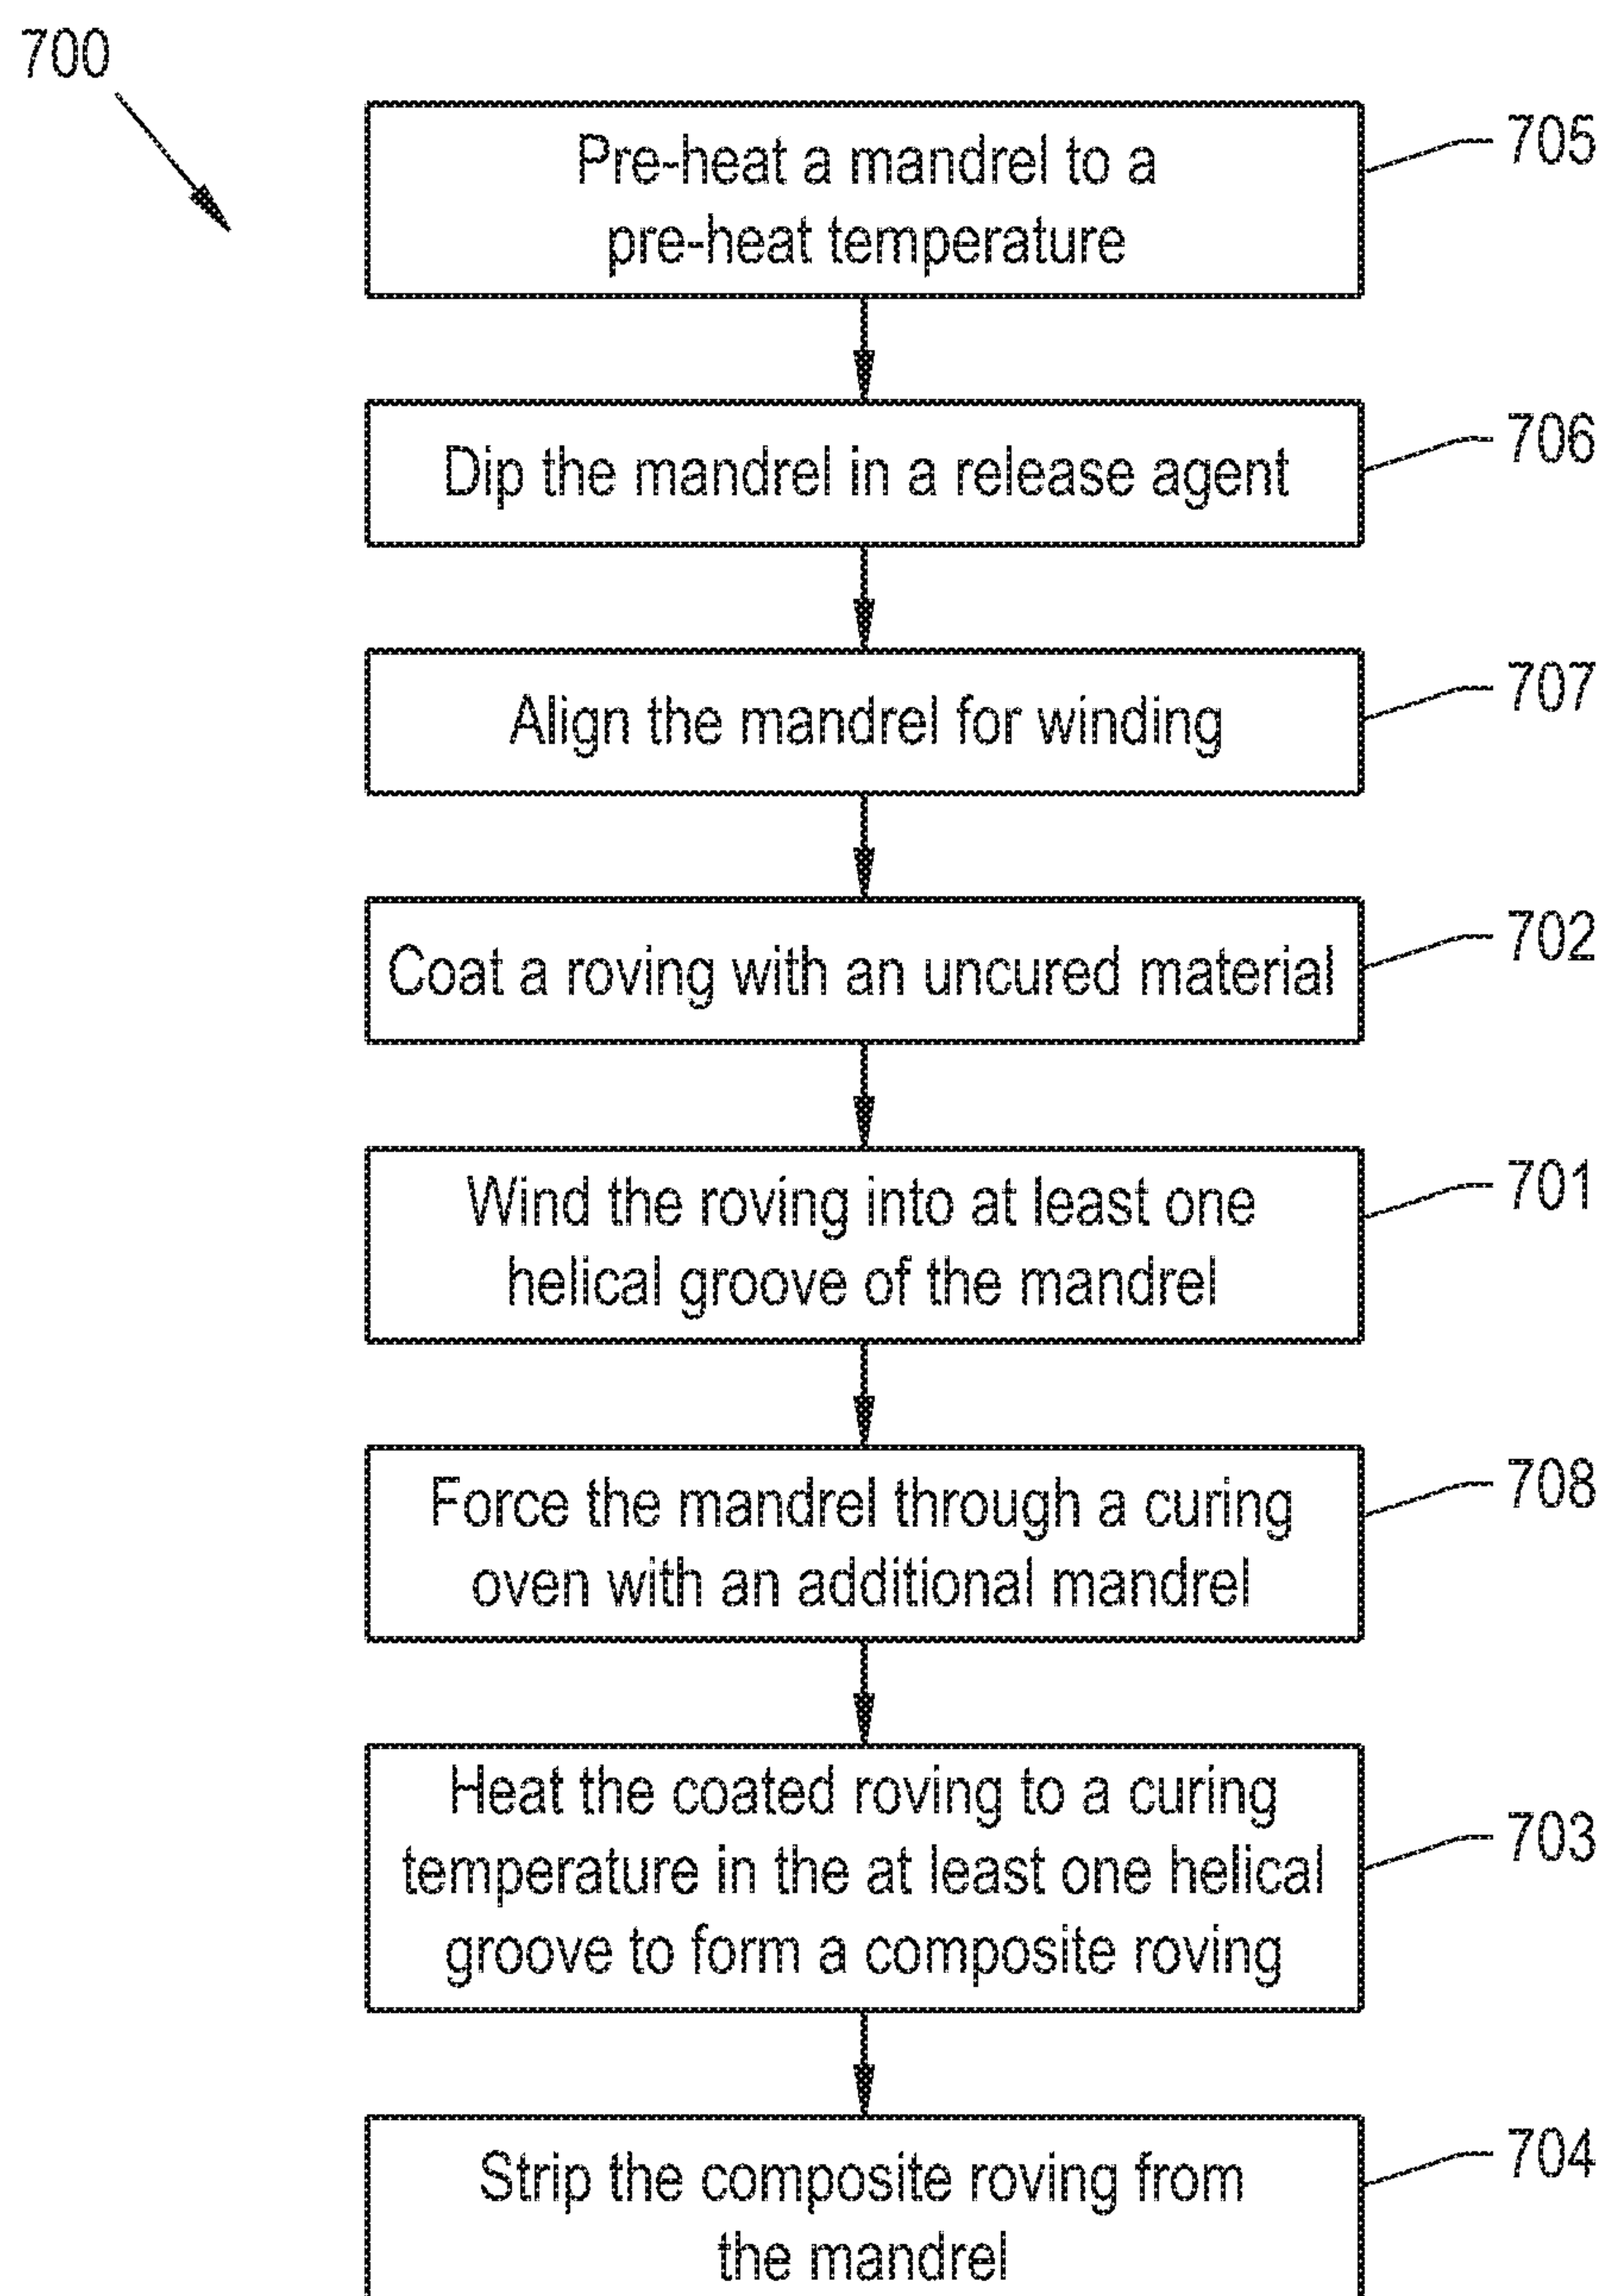 700
Pre-heat a mandrel to a
pre-heat temperature
705
Dip the mandrel in a release agent
706
Align the mandrel for winding
707
Coat a roving with an uncured material
702
Wind the roving into at least one
helical groove of the mandrel
701
Force the mandrel through a curing
oven with an additional mandrel
708
Heat the coated roving to a curing
temperature in the at least one helical
groove to form a composite roving
703
Strip the composite roving from
the mandrel
704